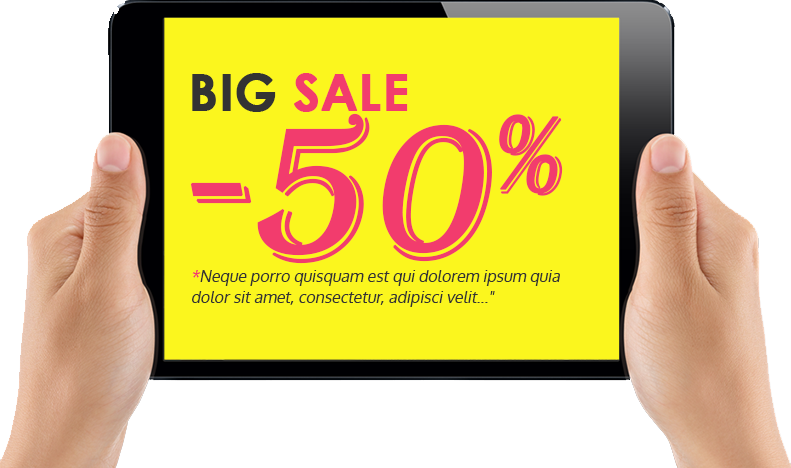 BIG SALE
-50%
*Neque porro quisquam est qui dolorem ipsum quia
dolor sit amet, consectetur, adipisci velit..."